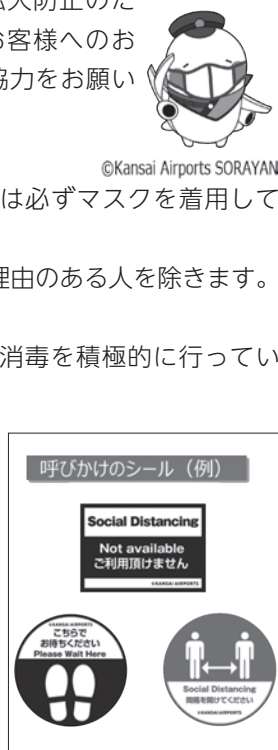 拡大防止のた
お客様へのお
協力をお願い
©Kansai Airports SORAYAN
は必ずマスクを着用して
理由のある人を除きます。
消毒を積極的に行ってい
呼びかけのシール（例）
Social Distancing
Not available
ご利用頂けません
©KANSAI AIRPORTS
©KANSAI AIRPORTS
こちらで
お待ちください
Please Wait Here
Social Distancing
間隔を開けてください
©KANSAI AIRPORTS